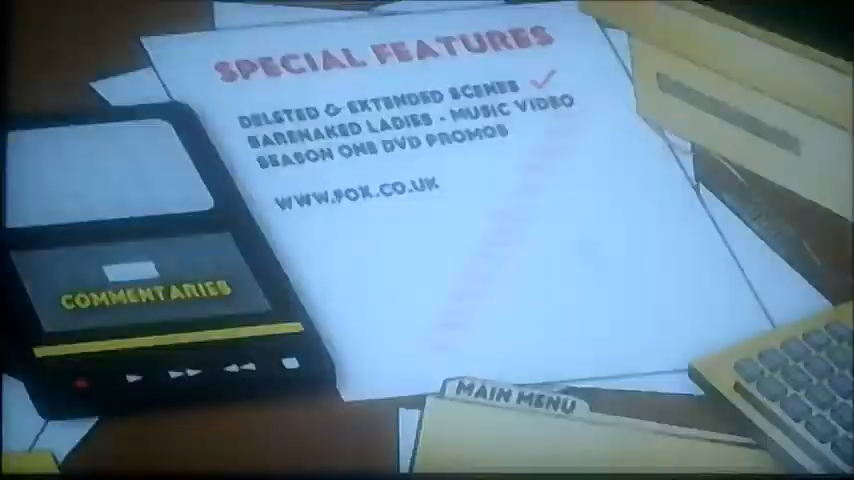 SPECIAL FEATURES
DELETED & EXTENDED SCENES
BARENAKED LADIES - MUSIC VIDEO
SEASON ONE DVD PROMOS
WWW.FOX.CO.UK
COMMENTARIES
MAIN MENU